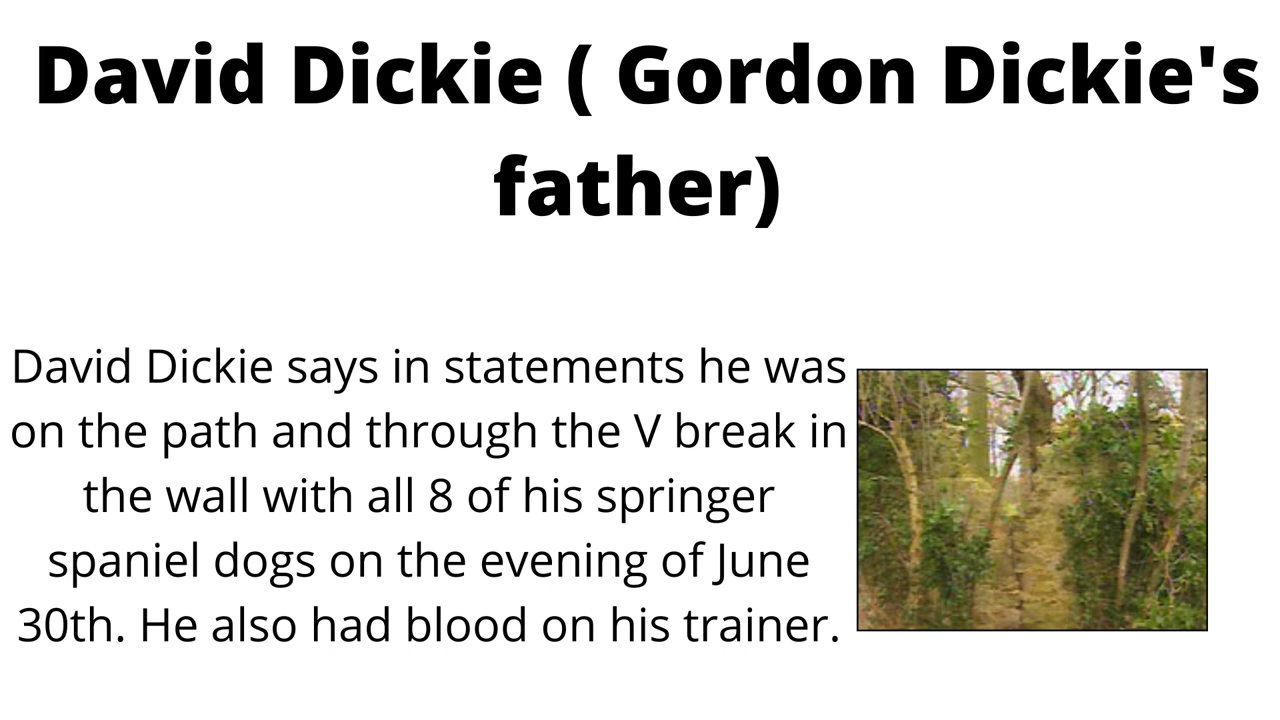 David Dickie ( Gordon Dickie's
father)
David Dickie says in statements he was
on the path and through the V break in
the wall with all 8 of his springer
spaniel dogs on the evening of June
30th. He also had blood on his trainer.